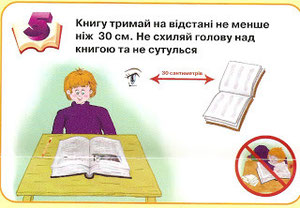 5
Книгу тримай на відстані не менше
ніж 30 см. Не схиляй голову над
книгою та не сутулься
30 сантиметрів